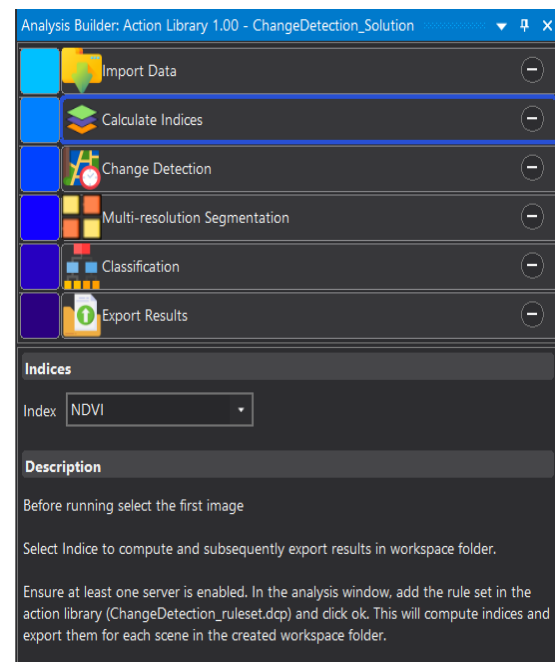 Analysis Builder: Action Library 1.00 - ChangeDetection_Solution
Import Data
Calculate Indices
Change Detection
Multi-resolution Segmentation
Classification
Export Results
Indices
Index NDVI
Description
Before running select the first image
Select Indice to compute and subsequently export results in workspace folder.
Ensure at least one server is enabled. In the analysis window, add the rule set in the
action library (ChangeDetection_ruleset.dcp) and click ok. This will compute indices and
export them for each scene in the created workspace folder.